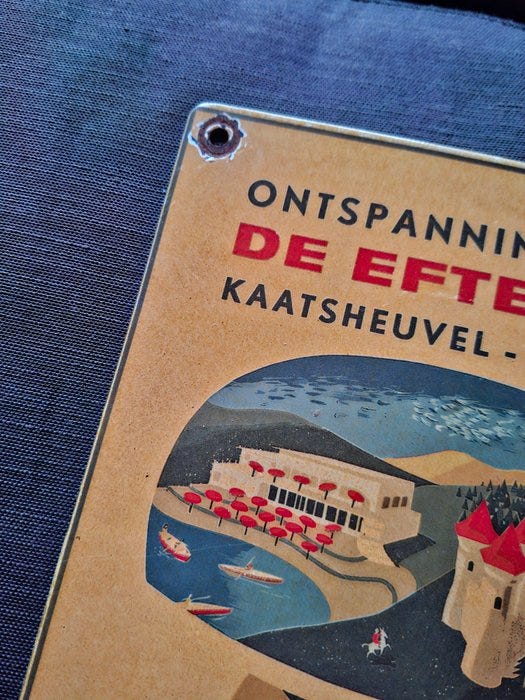 ONTSPANNIN
DE EFTE
KAATSHEUVEL -